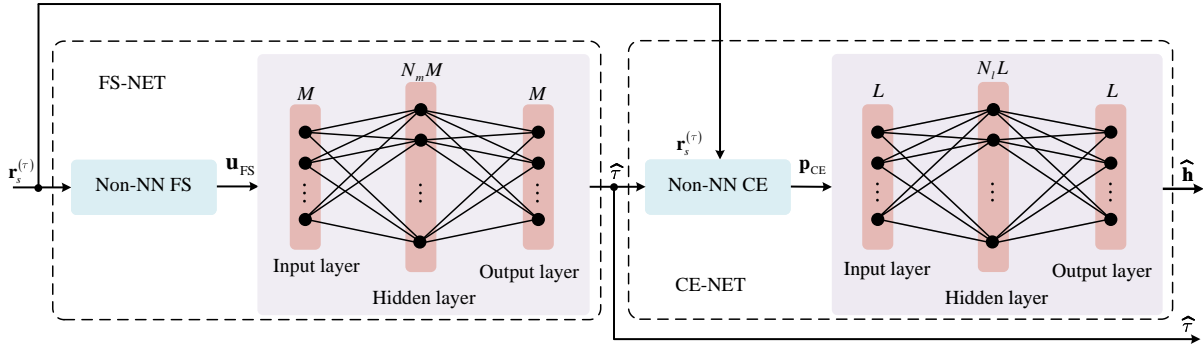 FS-NET
M
N_m M
M
r_s^{(τ)}
Non-NN FS
u_FS
⋮
⋮
⋮
Input layer
Output layer
Hidden layer
τ̂
r_s^{(τ)}
Non-NN CE
p_CE
CE-NET
L
N_l L
L
⋮
⋮
⋮
Input layer
Output layer
Hidden layer
ĥ
τ̂